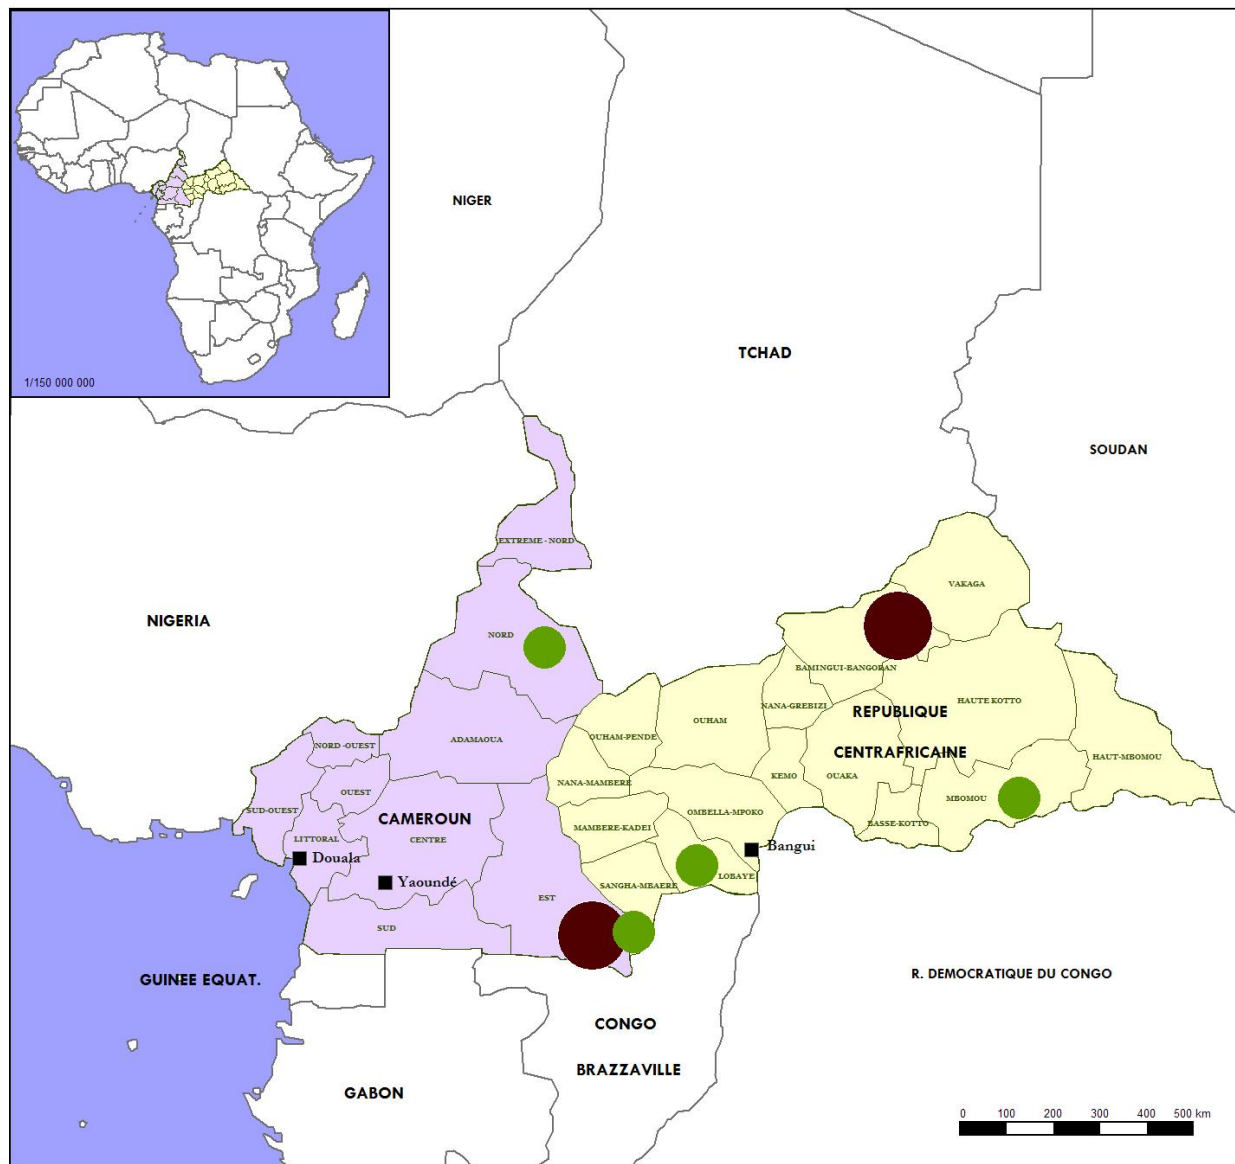 1/150 000 000
NIGER
TCHAD
SOUDAN
EXTREME - NORD
VAKAGA
NIGERIA
NORD
BAMINGUI-BANGORAN
NANA-GREBIZI
HAUTE KOTTO
REPUBLIQUE
OUHAM
OUHAM-PENDE
ADAMAOUA
NORD -OUEST
CENTRAFRICAINE
HAUT-MBOMOU
KEMO
OUAKA
NANA-MAMBERE
OUEST
MBOMOU
SUD-OUEST
OMBELLA-MPOKO
CAMEROUN
BASSE-KOTTO
MAMBERE-KADEI
LITTORAL
CENTRE
Bangui
Douala
LOBAYE
Yaoundé
SANGHA-MBAERE
EST
SUD
GUINEE EQUAT.
R. DEMOCRATIQUE DU CONGO
CONGO
BRAZZAVILLE
GABON
0 100 200 300 400 500 km